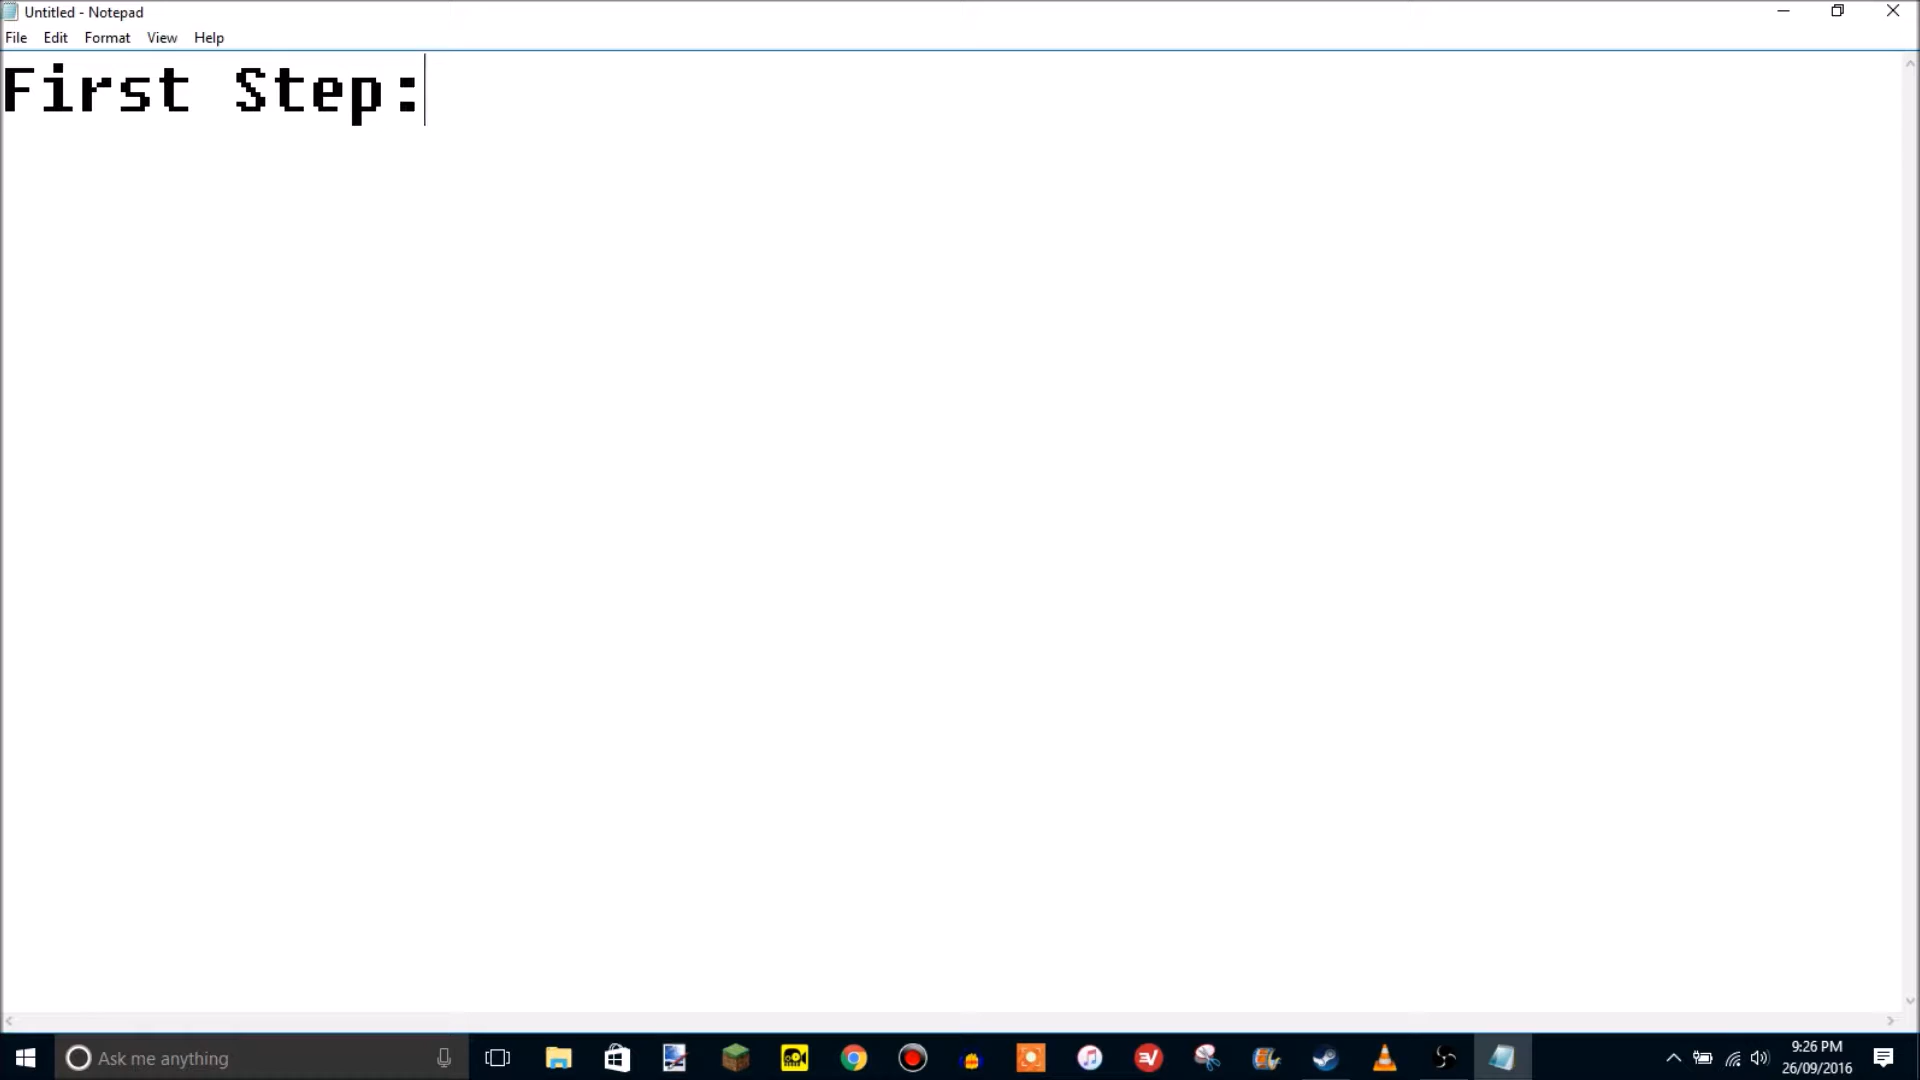 Untitled - Notepad
File Edit Format View Help
First Step:
Ask me anything
9:26 PM
26/09/2016